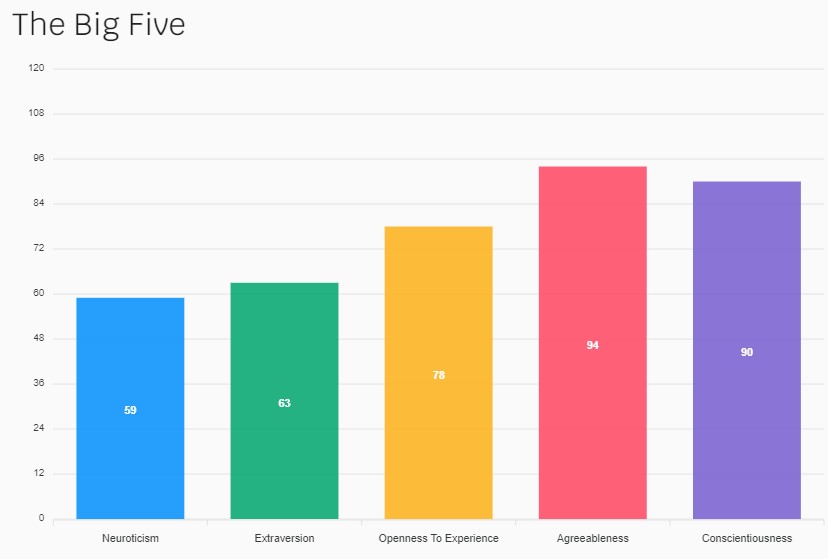 The Big Five
120
108
96
84
72
60
48
36
24
12
0
59
63
78
94
90
Neuroticism
Extraversion
Openness To Experience
Agreeableness
Conscientiousness